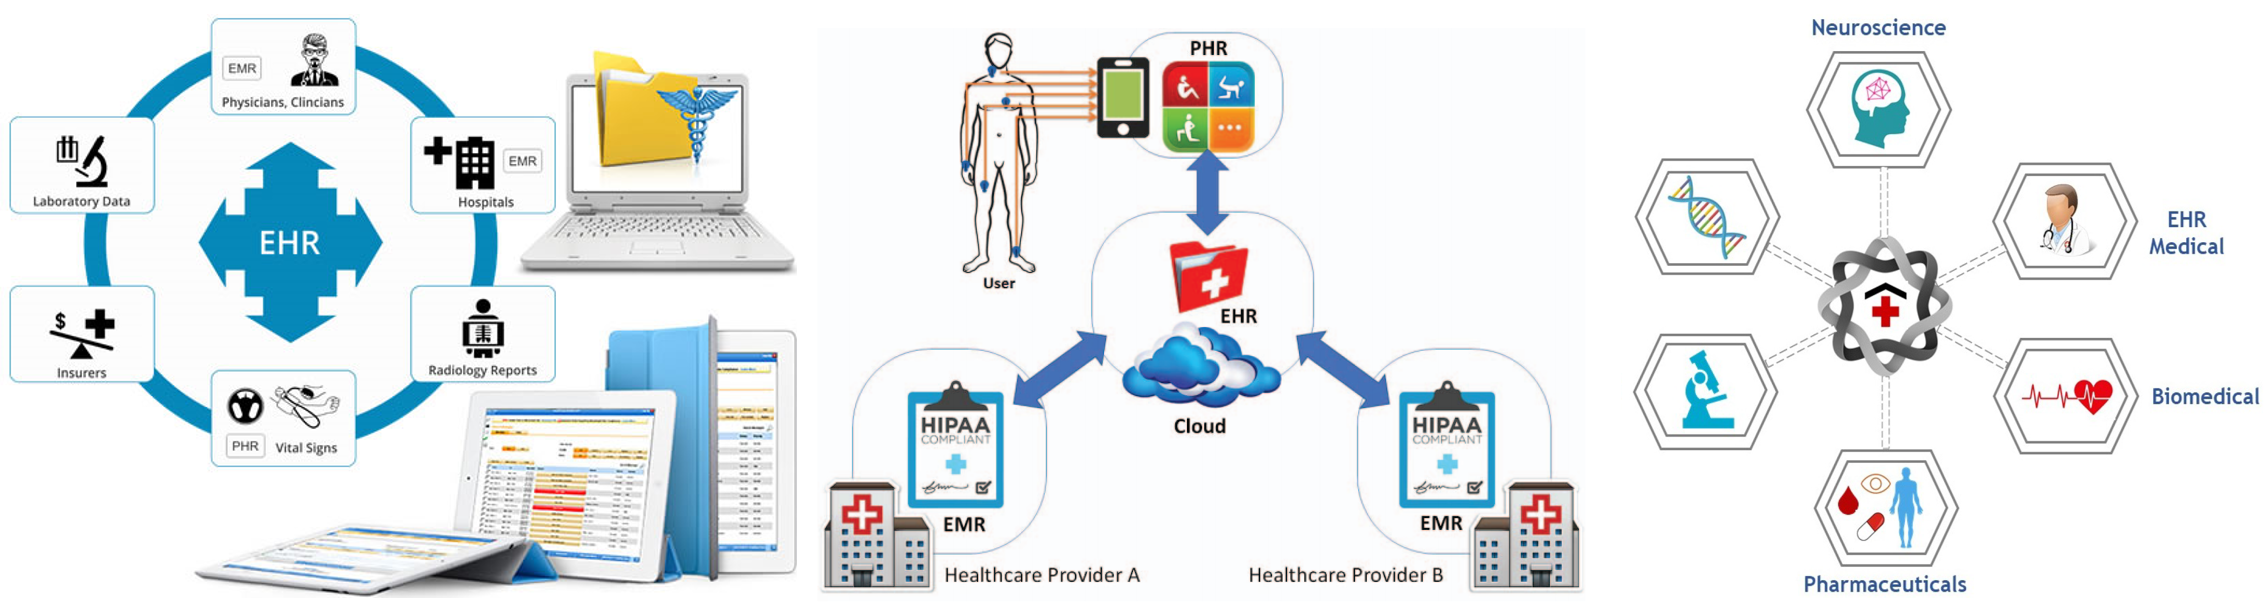 EMR
Physicians, Clincians
Laboratory Data
EMR
Hospitals
EHR
$
Insurers
Radiology Reports
PHR
Vital Signs
PHR
User
EHR
Cloud
HIPAA
COMPLIANT
EMR
Healthcare Provider A
HIPAA
COMPLIANT
EMR
Healthcare Provider B
Neuroscience
EHR
Medical
Biomedical
Pharmaceuticals